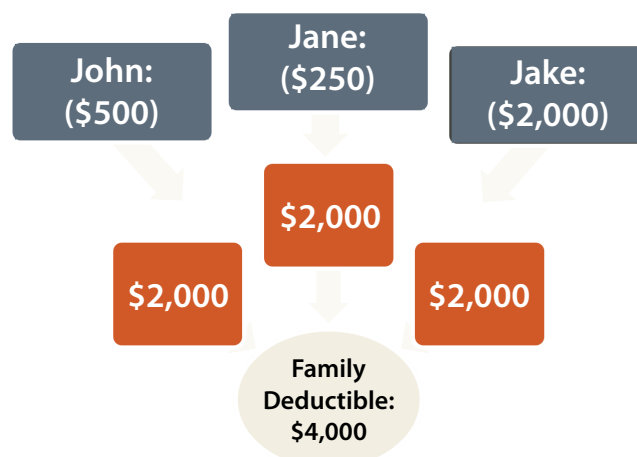 John:
($500)
Jane:
($250)
Jake:
($2,000)
$2,000
$2,000
$2,000
Family
Deductible:
$4,000